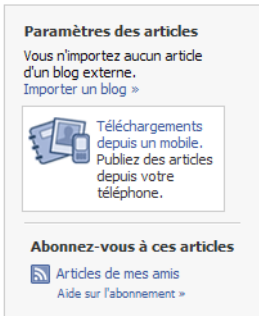 Paramètres des articles
Vous n'importez aucun article
d'un blog externe.
Importer un blog »
Téléchargements
depuis un mobile.
Publiez des articles
depuis votre
téléphone.
Abonnez-vous à ces articles
Articles de mes amis
Aide sur l'abonnement »